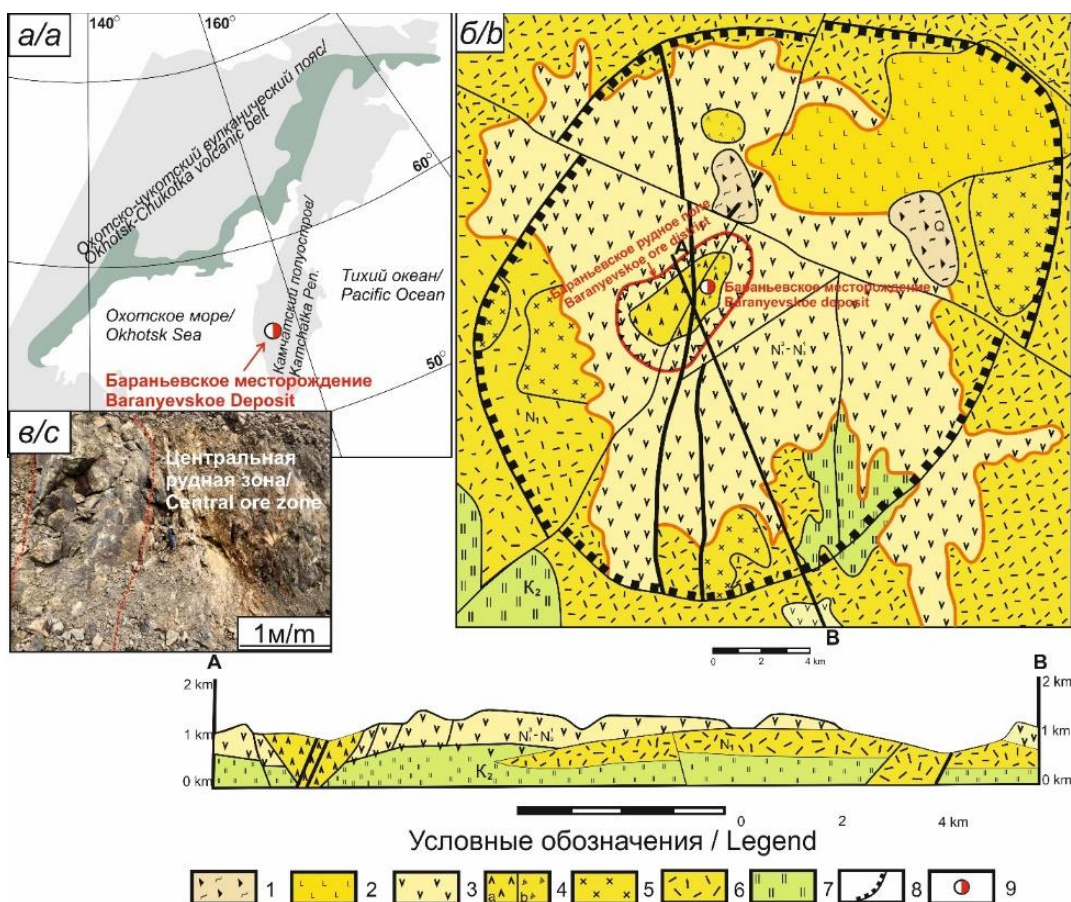 а/a
140°
160°
60°
50°
Охотско-Чукотский вулканический пояс/
Okhotsk-Chukotka volcanic belt
Охотское море/
Okhotsk Sea
Камчатский полуостров/
Kamchatka Pen.
Тихий океан/
Pacific Ocean
Бараньевское месторождение
Baranyevskoe Deposit
б/b
Бараньевское рудное поле
Baranyevskoe ore district
A
Бараньевское месторождение
Baranyevskoe deposit
Q
N₁
K₂
B
0 2 4 km
в/c
Центральная
рудная зона/
Central ore zone
1м/m
A
B
2 km
1 km
0 km
2 km
1 km
0 km
K₂
N₁
0 2 4 km
Условные обозначения / Legend
1
2
3
a b 4
5
6
7
8
9